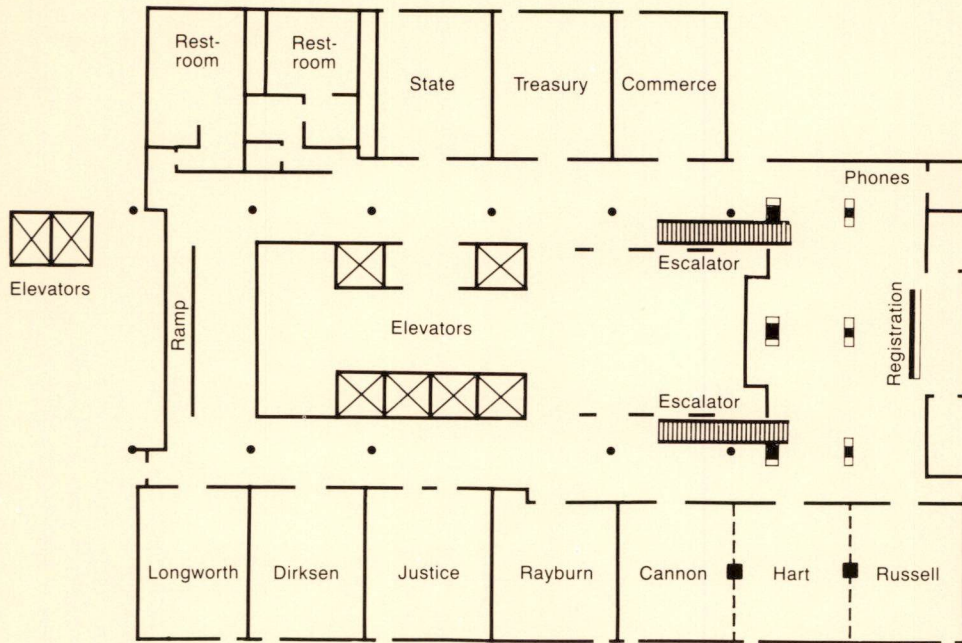 Rest-
room
Rest-
room
State
Treasury
Commerce
Phones
Elevators
Ramp
Escalator
Elevators
Registration
Escalator
Longworth
Dirksen
Justice
Rayburn
Cannon
Hart
Russell